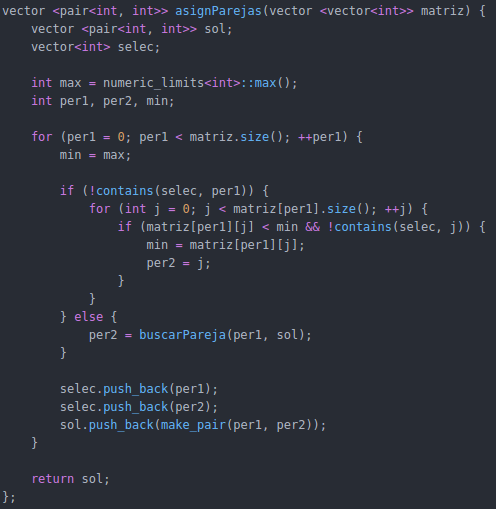 vector <pair<int, int>> asignParejas(vector <vector<int>> matriz) {
    vector <pair<int, int>> sol;
    vector<int> selec;

    int max = numeric_limits<int>::max();
    int per1, per2, min;

    for (per1 = 0; per1 < matriz.size(); ++per1) {
        min = max;

        if (!contains(selec, per1)) {
            for (int j = 0; j < matriz[per1].size(); ++j) {
                if (matriz[per1][j] < min && !contains(selec, j)) {
                    min = matriz[per1][j];
                    per2 = j;
                }
            }
        } else {
            per2 = buscarPareja(per1, sol);
        }

        selec.push_back(per1);
        selec.push_back(per2);
        sol.push_back(make_pair(per1, per2));
    }

    return sol;
};